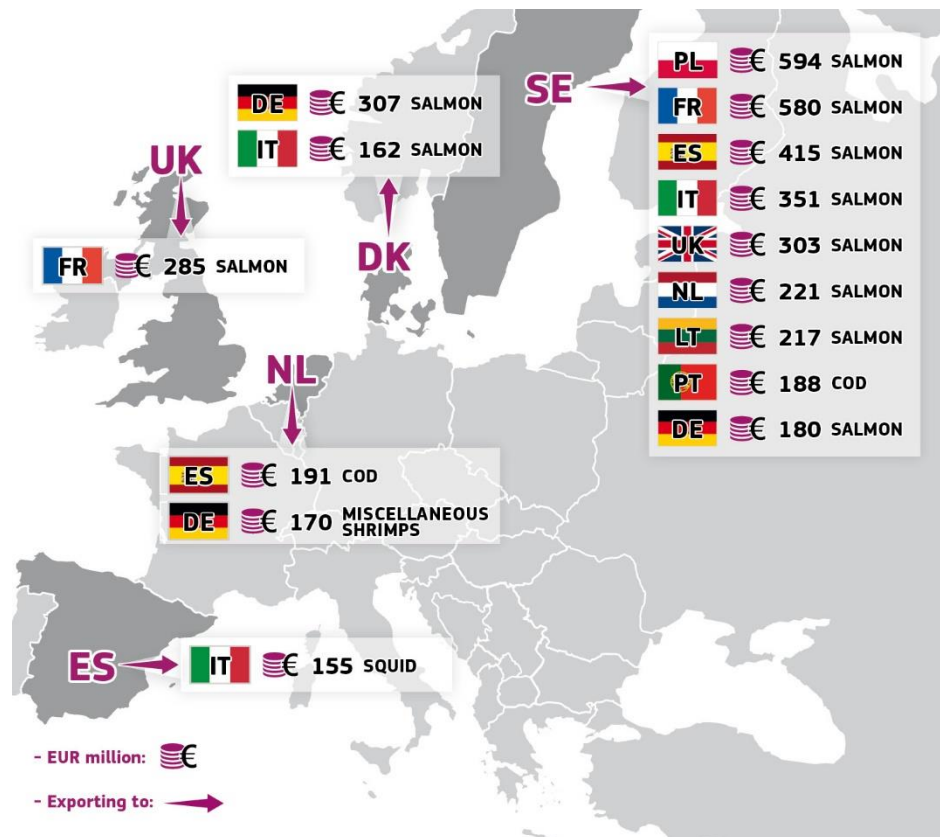 SE
PL € 594 SALMON
FR € 580 SALMON
ES € 415 SALMON
IT € 351 SALMON
UK € 303 SALMON
NL € 221 SALMON
LT € 217 SALMON
PT € 188 COD
DE € 180 SALMON
DE € 307 SALMON
IT € 162 SALMON
DK
UK
FR € 285 SALMON
NL
ES € 191 COD
DE € 170 MISCELLANEOUS
SHRIMPS
ES
IT € 155 SQUID
- EUR million: €
- Exporting to: